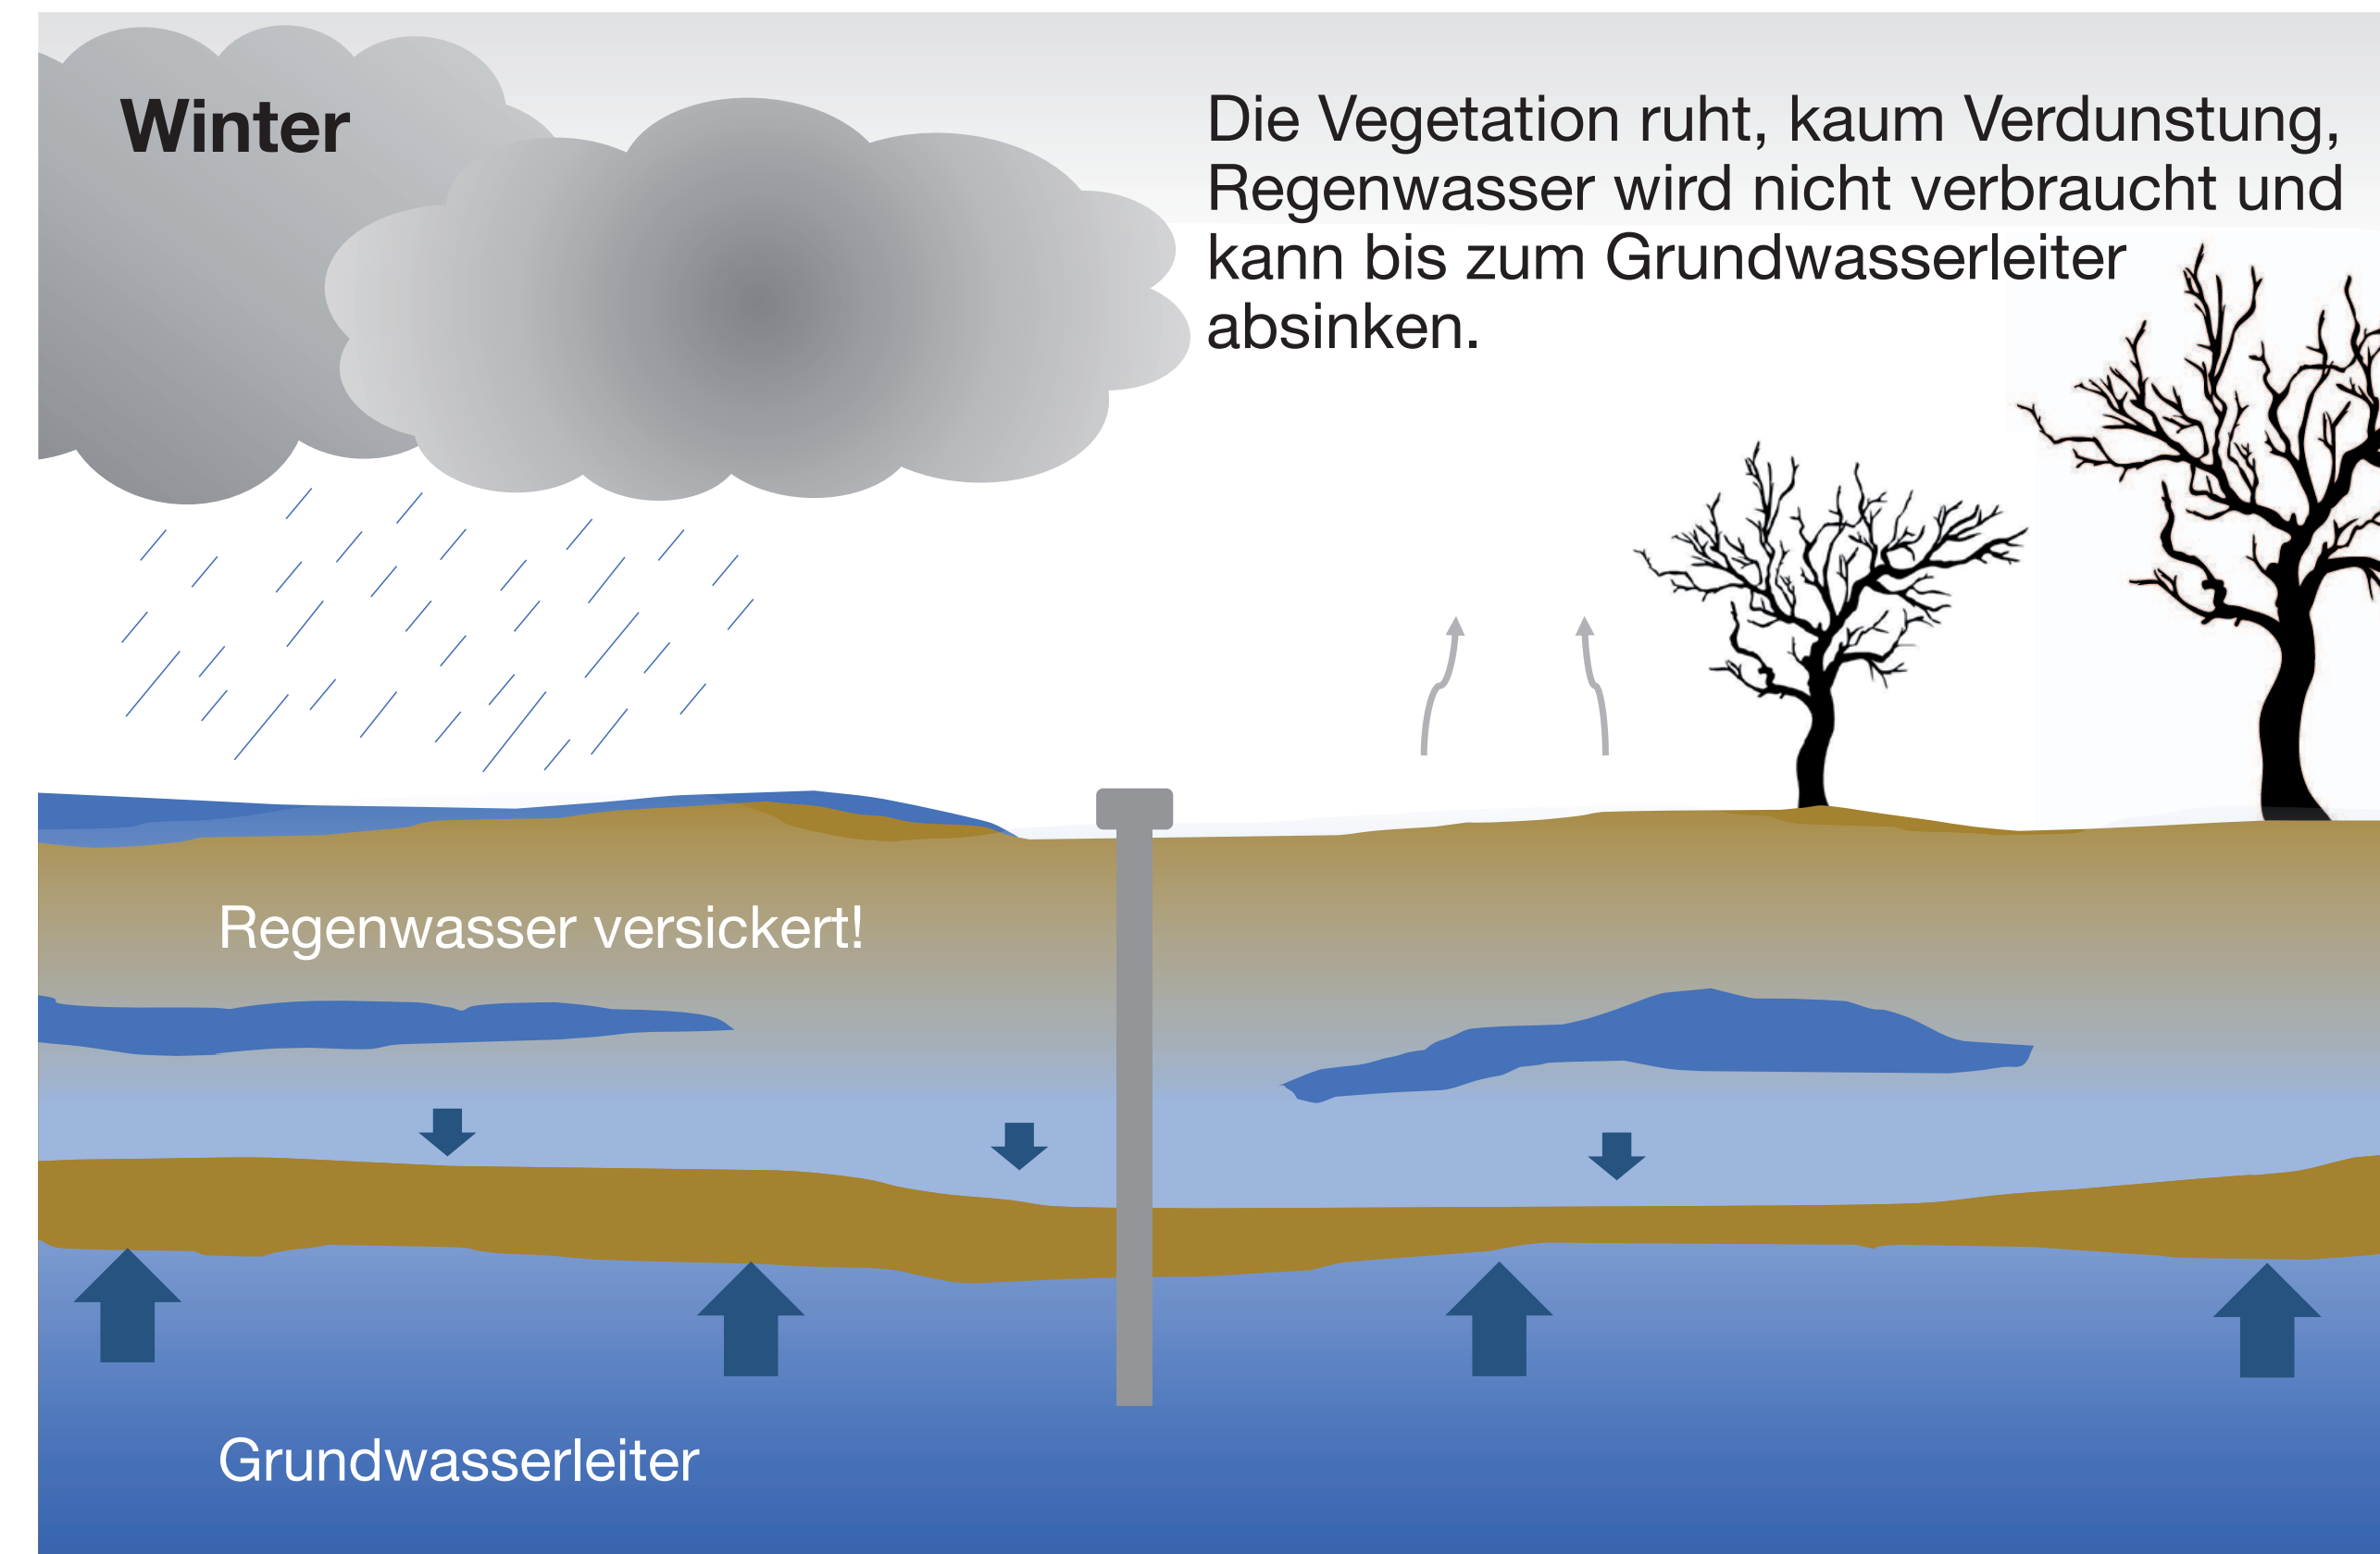 Winter
Die Vegetation ruht, kaum Verdunstung,
Regenwasser wird nicht verbraucht und
kann bis zum Grundwasserleiter
absinken.
Regenwasser versickert!
Grundwasserleiter